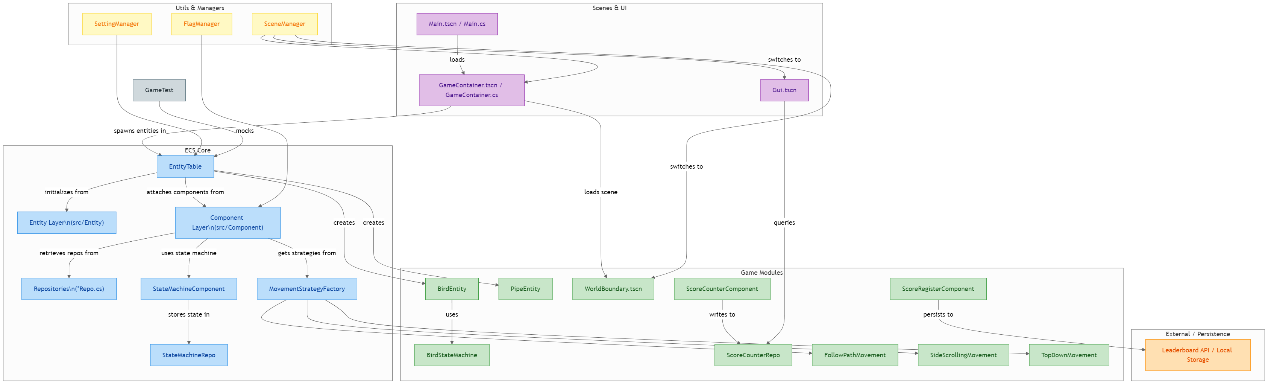 Utils & Managers
SettingManager
FlagManager
SceneManager
Scenes & UI
Main.tscn / Main.cs
loads
switches to
GameContainer.tscn /
GameContainer.cs
Gui.tscn
GameTest
spawns entities in
mocks
ECS Core
EntityTable
switches to
initializes from
attaches components from
loads scene
Entity Layer\n(src/Entity)
Component
Layer\n(src/Component)
creates
creates
queries
retrieves repos from
uses state machine
gets strategies from
Game Modules
Repositories\n(*Repo.cs)
StateMachineComponent
MovementStrategyFactory
BirdEntity
PipeEntity
WorldBoundary.tscn
ScoreCounterComponent
ScoreRegisterComponent
stores state in
uses
writes to
persists to
External / Persistence
StateMachineRepo
BirdStateMachine
ScoreCounterRepo
FollowPathMovement
SideScrollingMovement
TopDownMovement
Leaderboard API / Local
Storage